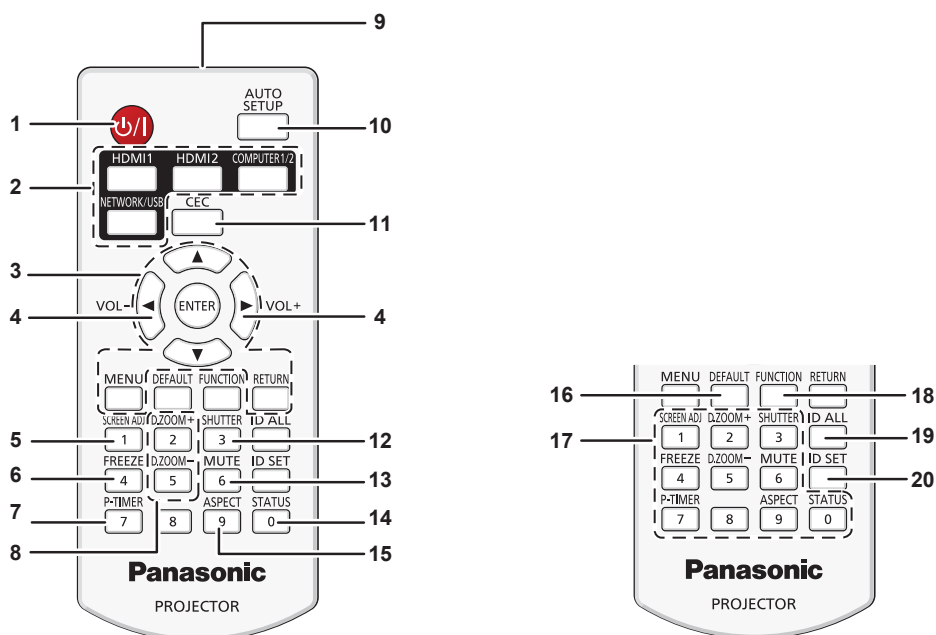 9
AUTO
SETUP
1
10
HDMI1 HDMI2 COMPUTER1/2
2
NETWORK/USB CEC
11
3
VOL- ENTER VOL+
4 4
MENU DEFAULT FUNCTION RETURN
SCREEN ADJ D.ZOOM+ SHUTTER ID ALL
5 1 2 3 12
FREEZE D.ZOOM- MUTE ID SET
6 4 5 6 13
P-TIMER ASPECT STATUS
7 7 8 9 0 14
8 15
Panasonic
PROJECTOR
MENU DEFAULT FUNCTION RETURN
16 18
SCREEN ADJ D.ZOOM+ SHUTTER ID ALL
17 1 2 3 19
FREEZE D.ZOOM- MUTE ID SET
4 5 6 20
P-TIMER ASPECT STATUS
7 8 9 0
Panasonic
PROJECTOR